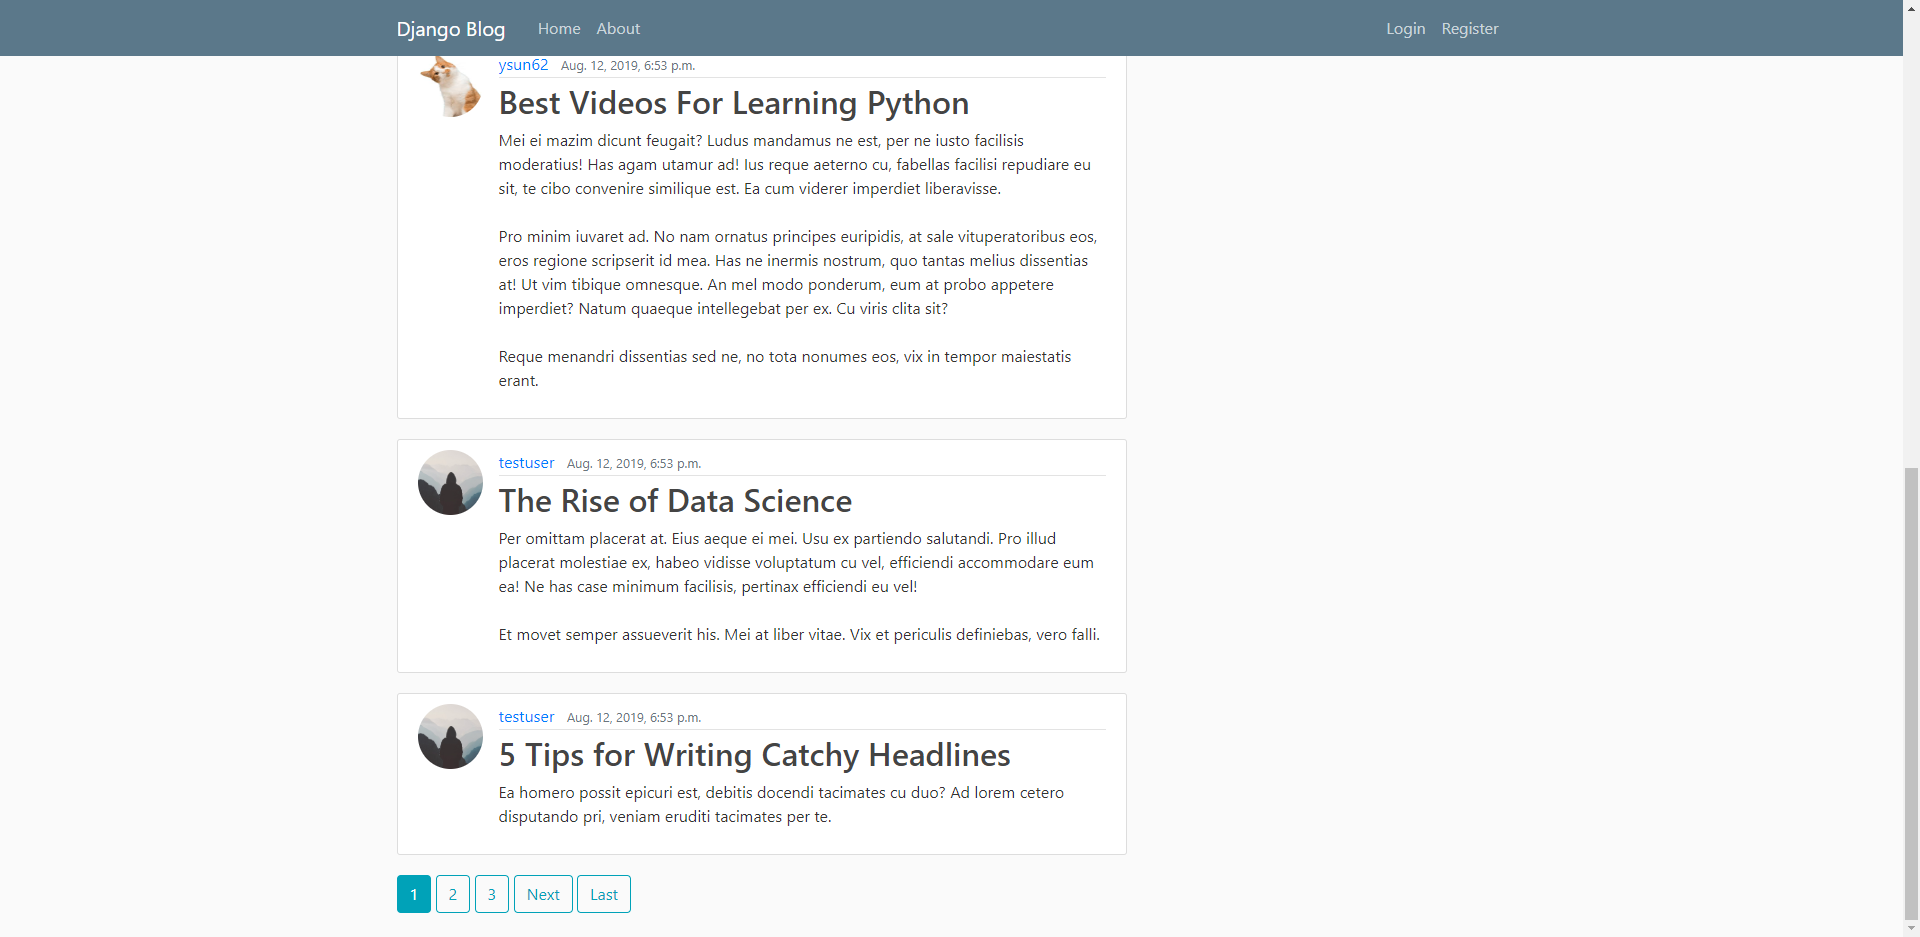 Django Blog Home About Login Register
ysun62 Aug. 12, 2019, 6:53 p.m.
Best Videos For Learning Python
Mei ei mazim dicunt feugait? Ludus mandamus ne est, per ne iusto facilisis
moderatius! Has agam utamur ad! Ius reque aeterno cu, fabellas facilisi repudiare eu
sit, te cibo convenire similique est. Ea cum viderer imperdiet liberavisse.
Pro minim iuvaret ad. No nam ornatus principes euripidis, at sale vituperatoribus eos,
eros regione scripserit id mea. Has ne inermis nostrum, quo tantas melius dissentias
at! Ut vim tibique omnesque. An mel modo ponderum, eum at probo appetere
imperdiet? Natum quaeque intellegebat per ex. Cu viris clita sit?
Reque menandri dissentias sed ne, no tota nonumes eos, vix in tempor maiestatis
erant.
testuser Aug. 12, 2019, 6:53 p.m.
The Rise of Data Science
Per omittam placerat at. Eius aeque ei mei. Usu ex partiendo salutandi. Pro illud
placerat molestiae ex, habeo vidisse voluptatum cu vel, efficiendi accommodare eum
ea! Ne has case minimum facilisis, pertinax efficiendi eu vel!
Et movet semper assueverit his. Mei at liber vitae. Vix et periculis definiebas, vero falli.
testuser Aug. 12, 2019, 6:53 p.m.
5 Tips for Writing Catchy Headlines
Ea homero possit epicuri est, debitis docendi tacimates cu duo? Ad lorem cetero
disputando pri, veniam eruditi tacimates per te.
1 2 3 Next Last